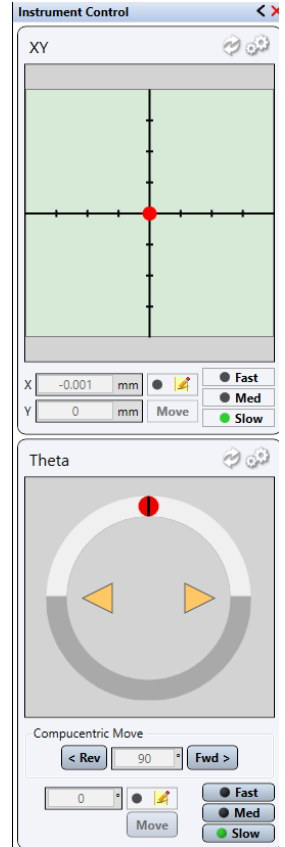 Instrument Control
XY
X -0.001 mm Fast
Med
Y 0 mm Move Slow
Theta
Compucentric Move
< Rev 90 ° Fwd >
0 ° Fast
Med
Move Slow